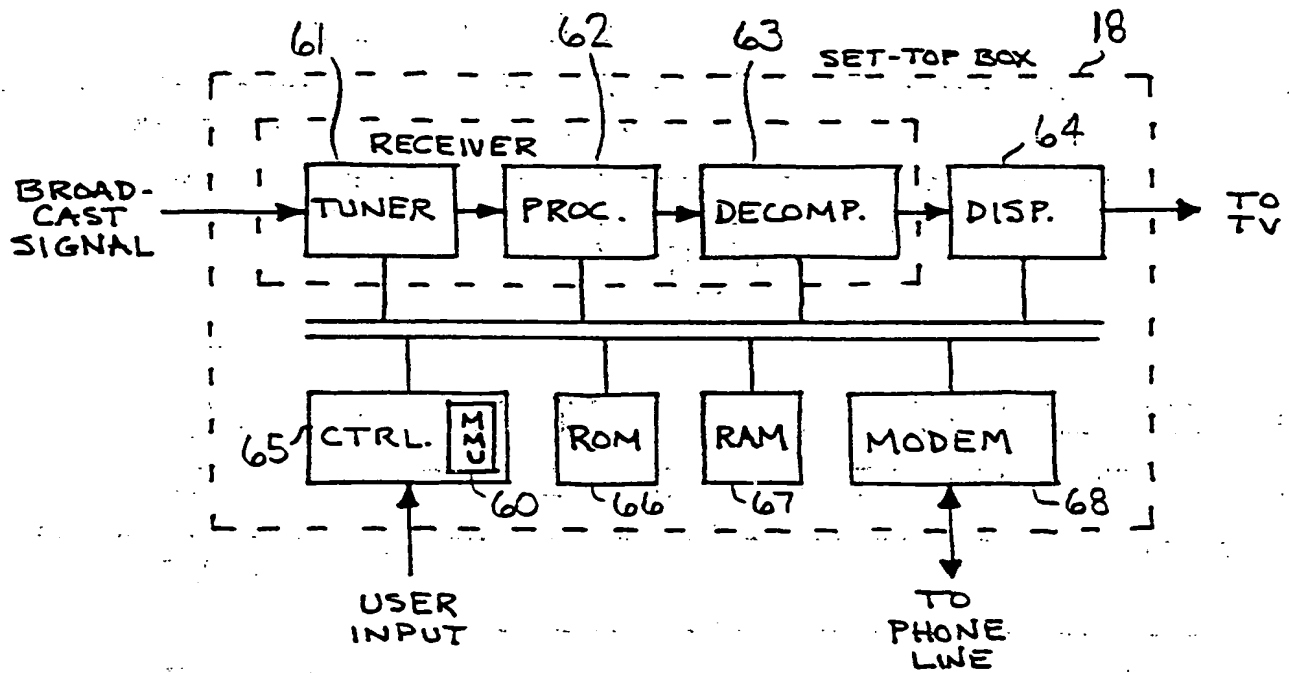 61
62
63
18
SET-TOP BOX
64
RECEIVER
BROAD-
CAST
SIGNAL
TUNER
PROC.
DECOMP.
DISP.
TO
TV
65
CTRL.
MMU
ROM
RAM
MODEM
60
66
67
68
USER
INPUT
TO
PHONE
LINE